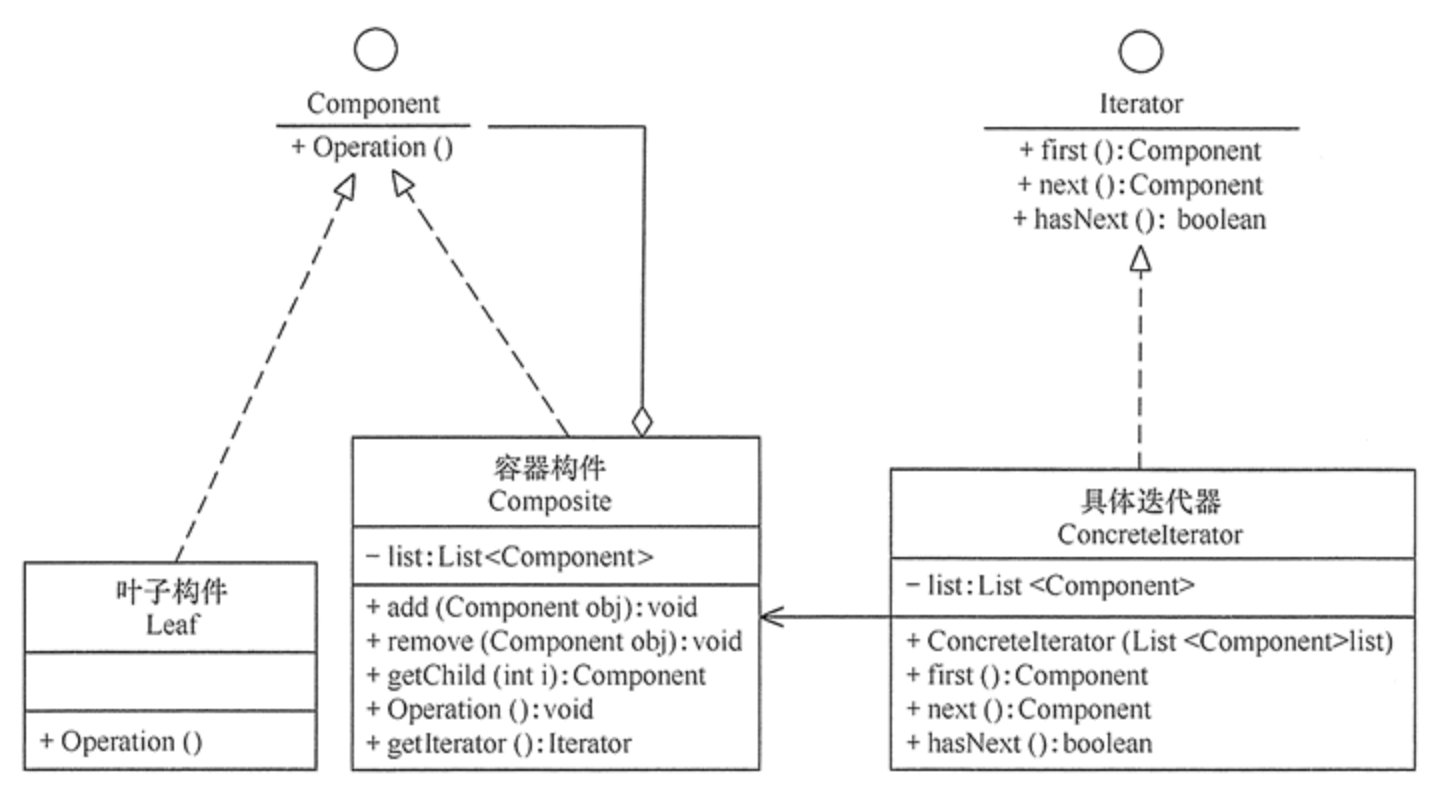 Component
+ Operation ()
Iterator
+ first ():Component
+ next ():Component
+ hasNext (): boolean
叶子构件
Leaf
+ Operation ()
容器构件
Composite
− list:List<Component>
+ add (Component obj):void
+ remove (Component obj):void
+ getChild (int i):Component
+ Operation ():void
+ getIterator ():Iterator
具体迭代器
ConcreteIterator
− list:List <Component>
+ ConcreteIterator (List <Component>list)
+ first ():Component
+ next ():Component
+ hasNext ():boolean